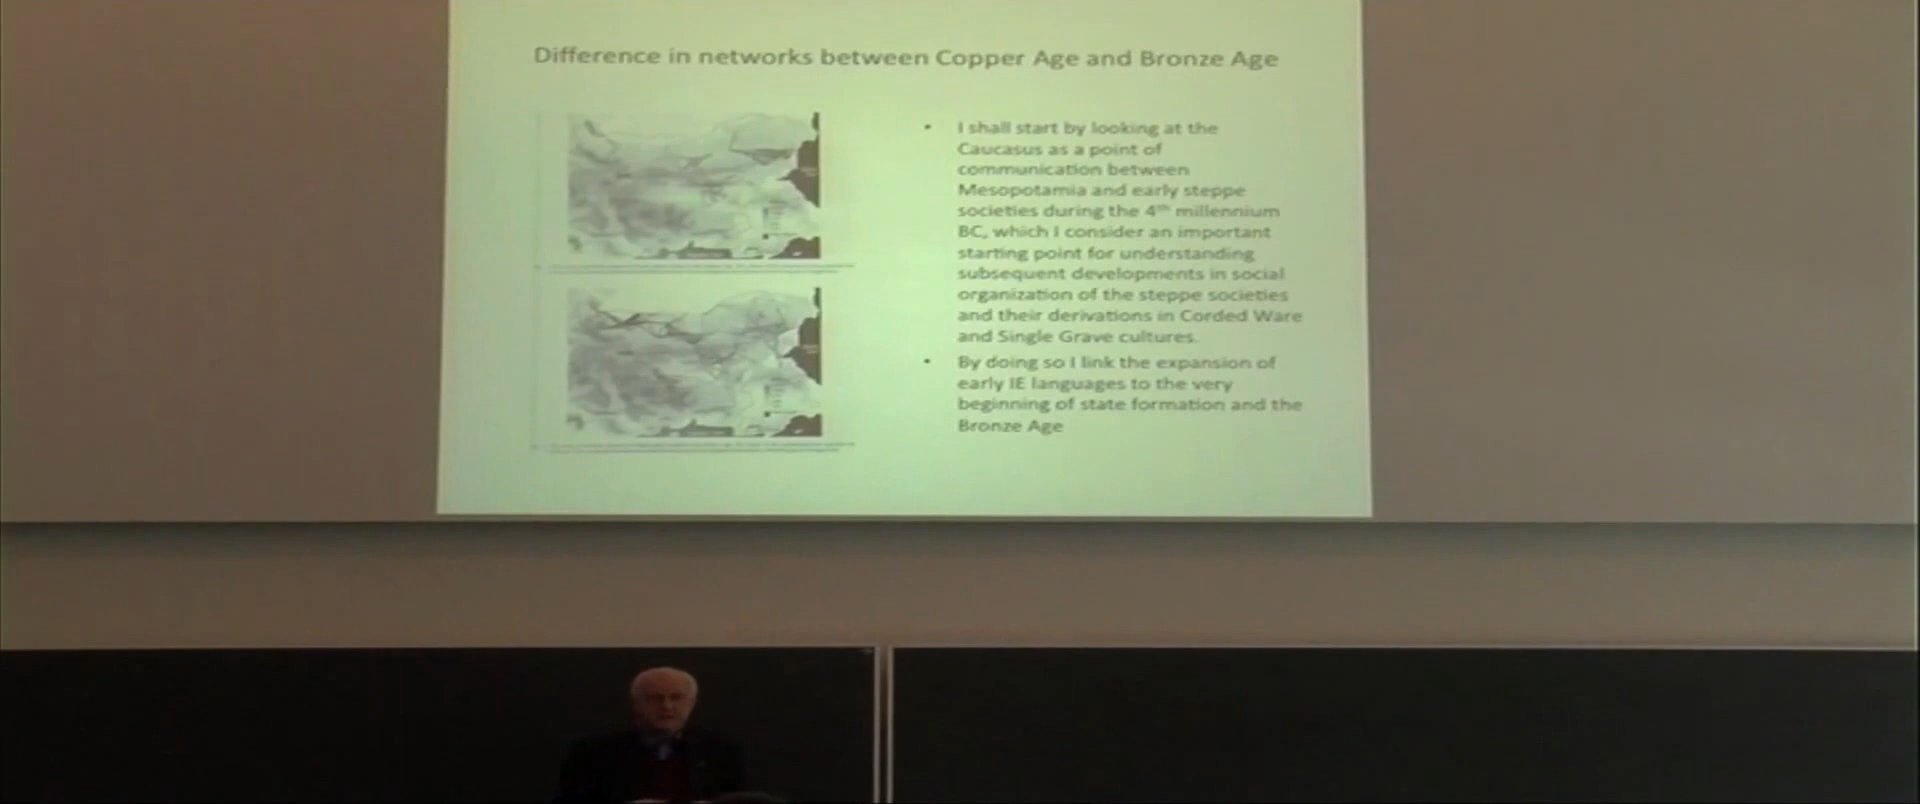 Difference in networks between Copper Age and Bronze Age
• I shall start by looking at the
Caucasus as a point of
communication between
Mesopotamia and early steppe
societies during the 4th millennium
BC, which I consider an important
starting point for understanding
subsequent developments in social
organization of the steppe societies
and their derivations in Corded Ware
and Single Grave cultures.
• By doing so I link the expansion of
early IE languages to the very
beginning of state formation and the
Bronze Age